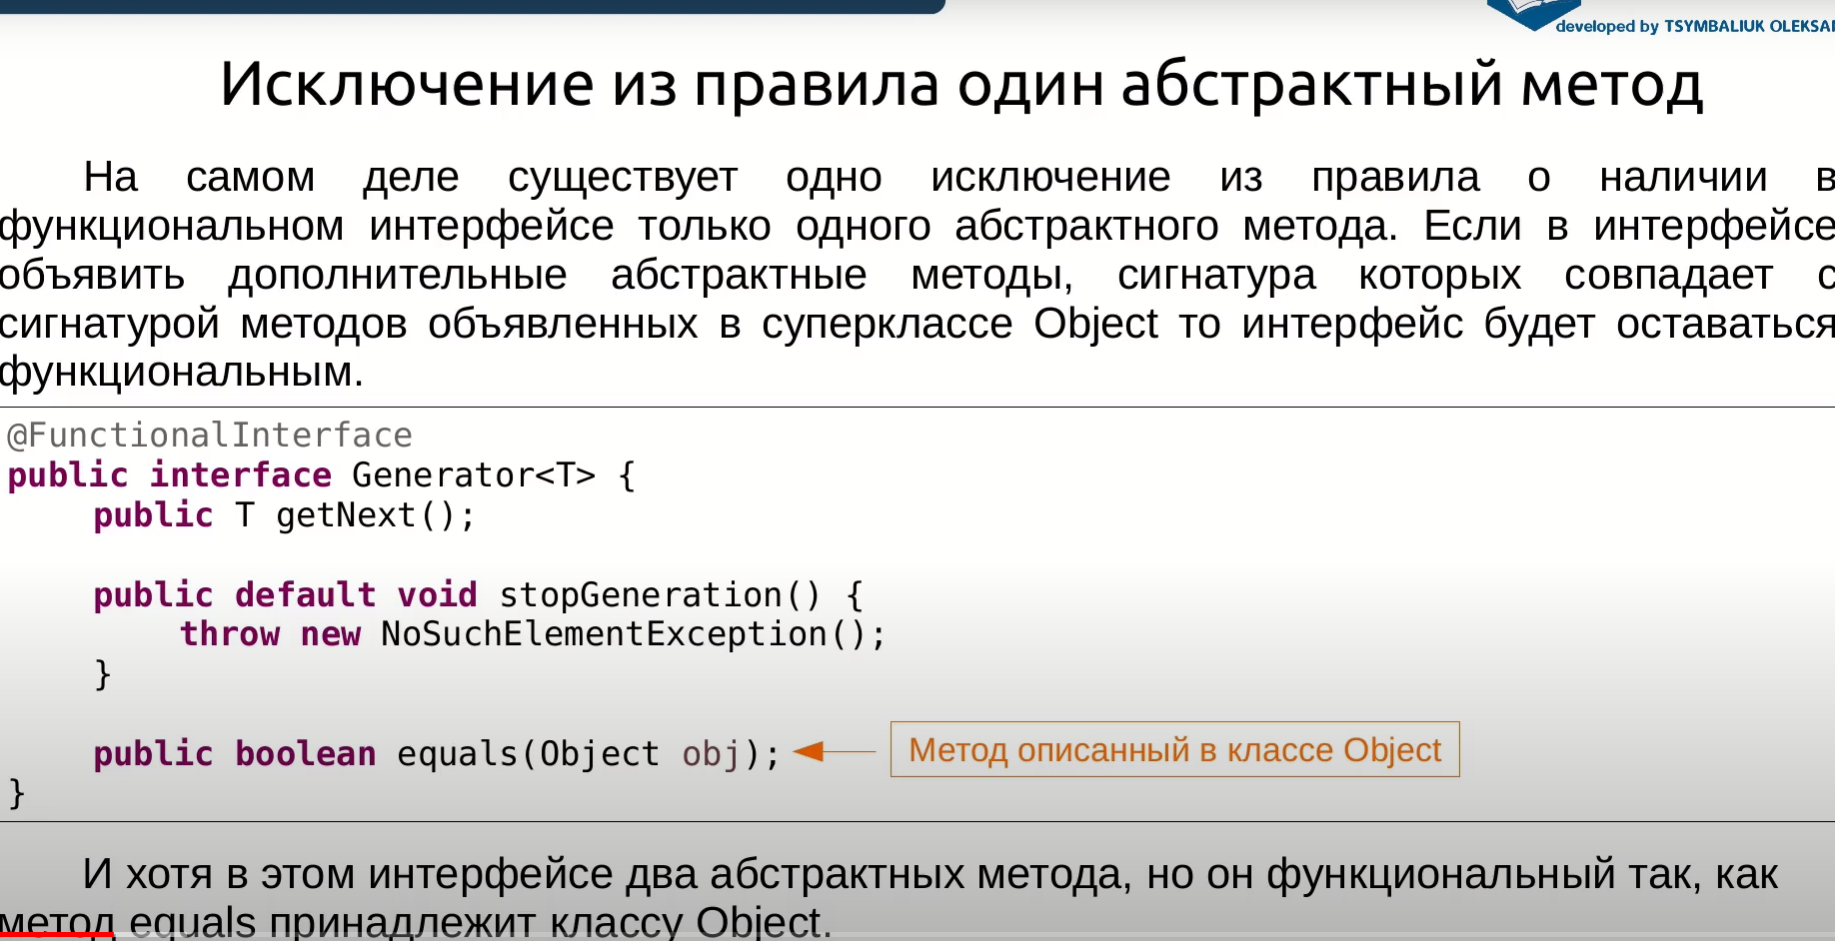 developed by TSYMBALIUK
Исключение из правила один абстрактный метод
На самом деле существует одно исключение из правила о наличии в
функциональном интерфейсе только одного абстрактного метода. Если в интерфейсе
объявить дополнительные абстрактные методы, сигнатура которых совпадает с
сигнатурой методов объявленных в суперклассе Object то интерфейс будет оставаться
функциональным.
@FunctionalInterface
public interface Generator<T> {
public T getNext();
public default void stopGeneration() {
throw new NoSuchElementException();
}
public boolean equals(Object obj);
Метод описанный в классе Object
}
И хотя в этом интерфейсе два абстрактных метода, но он функциональный так, как
метод equals принадлежит классу Object.